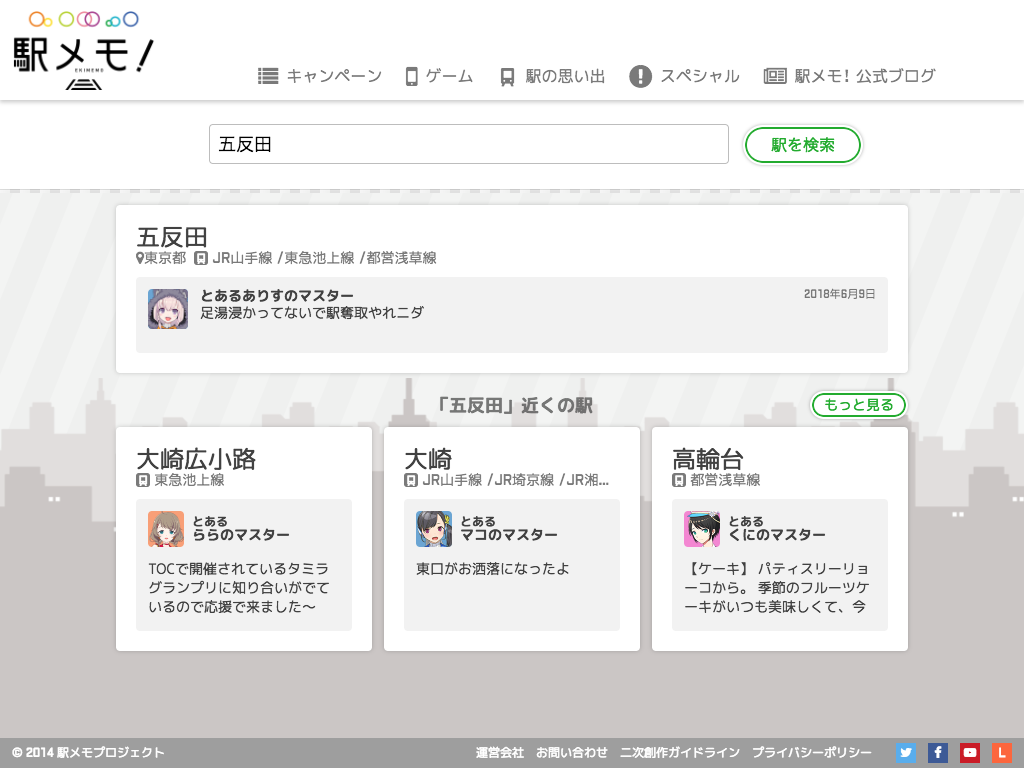 駅メモ!
EKIMEMO
キャンペーン ゲーム 駅の思い出 スペシャル 駅メモ! 公式ブログ
五反田 駅を検索
五反田
東京都 JR山手線 /東急池上線 /都営浅草線
とあるありすのマスター 2018年6月9日
足湯浸かってないで駅奪取やれニダ
「五反田」近くの駅 もっと見る
大崎広小路
東急池上線
とある
ららのマスター
TOCで開催されているタミラ
グランプリに知り合いがでて
いるので応援で来ました〜
大崎
JR山手線 /JR埼京線 /JR湘...
とある
マコのマスター
東口がお洒落になったよ
高輪台
都営浅草線
とある
くにのマスター
【ケーキ】 パティスリーリョ
ーコから。 季節のフルーツケ
ーキがいつも美味しくて、今
© 2014 駅メモプロジェクト 運営会社 お問い合わせ 二次創作ガイドライン プライバシーポリシー